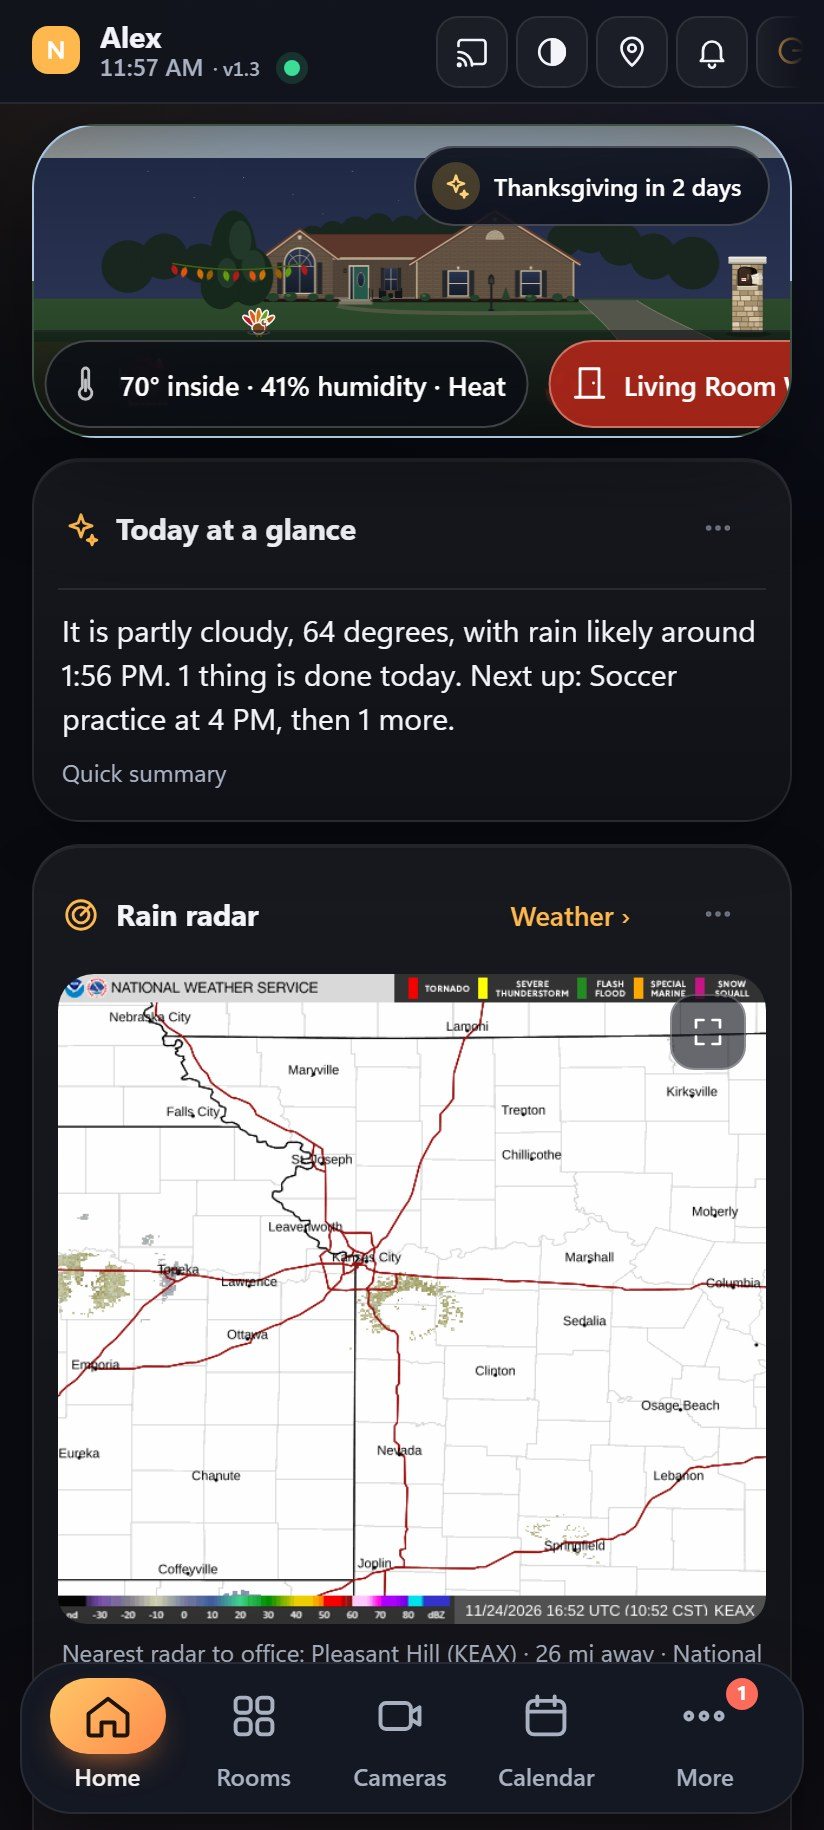 N
Alex
11:57 AM · v1.3
Thanksgiving in 2 days
70° inside · 41% humidity · Heat
Living Room
Today at a glance
It is partly cloudy, 64 degrees, with rain likely around
1:56 PM. 1 thing is done today. Next up: Soccer
practice at 4 PM, then 1 more.
Quick summary
Rain radar
Weather ›
NATIONAL WEATHER SERVICE
TORNADO
SEVERE
THUNDERSTORM
FLASH
FLOOD
SPECIAL
MARINE
SNOW
SQUALL
Nebraska City
Lamoni
Maryville
Kirksville
Falls City
Trenton
St. Joseph
Chillicothe
Moberly
Leavenworth
Kansas City
Marshall
Topeka
Lawrence
Columbia
Ottawa
Sedalia
Emporia
Clinton
Osage Beach
Eureka
Nevada
Chanute
Lebanon
Springfield
Coffeyville
Joplin
nd -30 -20 -10 0 10 20 30 40 50 60 70 80 dBZ
11/24/2026 16:52 UTC (10:52 CST) KEAX
Nearest radar to office: Pleasant Hill (KEAX) · 26 mi away · National
1
Home
Rooms
Cameras
Calendar
More